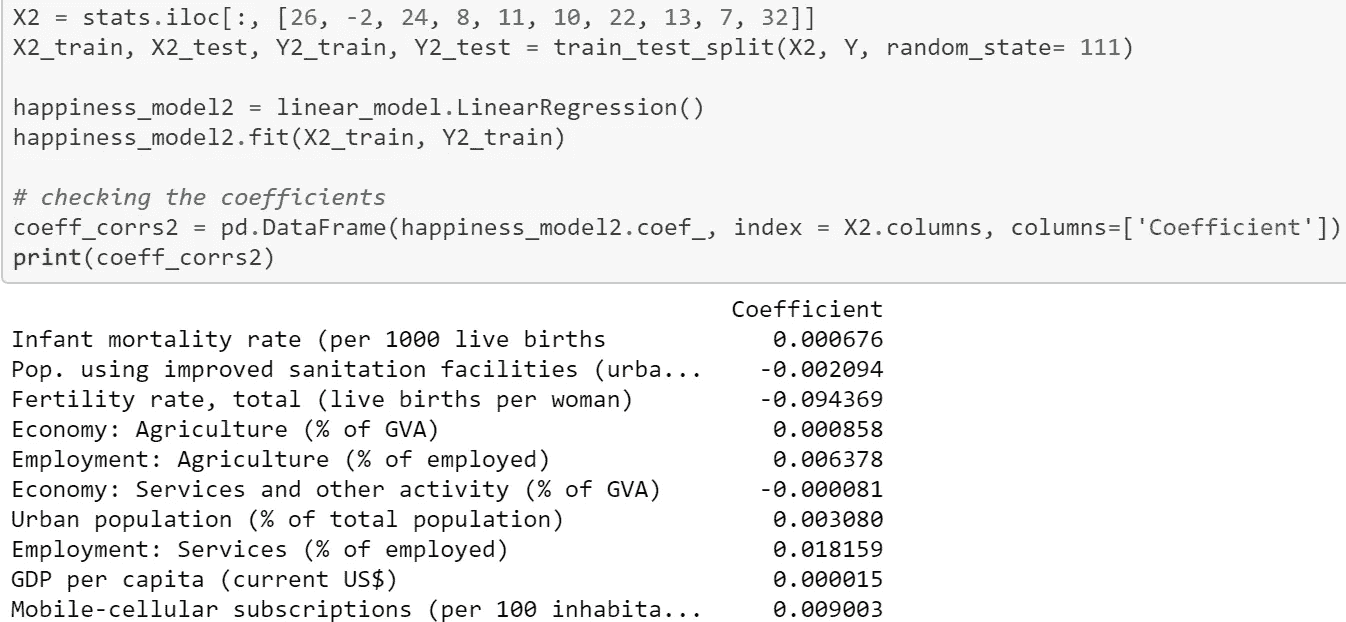 X2 = stats.iloc[:, [26, -2, 24, 8, 11, 10, 22, 13, 7, 32]]
X2_train, X2_test, Y2_train, Y2_test = train_test_split(X2, Y, random_state= 111)
happiness_model2 = linear_model.LinearRegression()
happiness_model2.fit(X2_train, Y2_train)
# checking the coefficients
coeff_corrs2 = pd.DataFrame(happiness_model2.coef_, index = X2.columns, columns=['Coefficient'])
print(coeff_corrs2)
Coefficient
Infant mortality rate (per 1000 live births 0.000676
Pop. using improved sanitation facilities (urba... -0.002094
Fertility rate, total (live births per woman) -0.094369
Economy: Agriculture (% of GVA) 0.000858
Employment: Agriculture (% of employed) 0.006378
Economy: Services and other activity (% of GVA) -0.000081
Urban population (% of total population) 0.003080
Employment: Services (% of employed) 0.018159
GDP per capita (current US$) 0.000015
Mobile-cellular subscriptions (per 100 inhabita... 0.009003